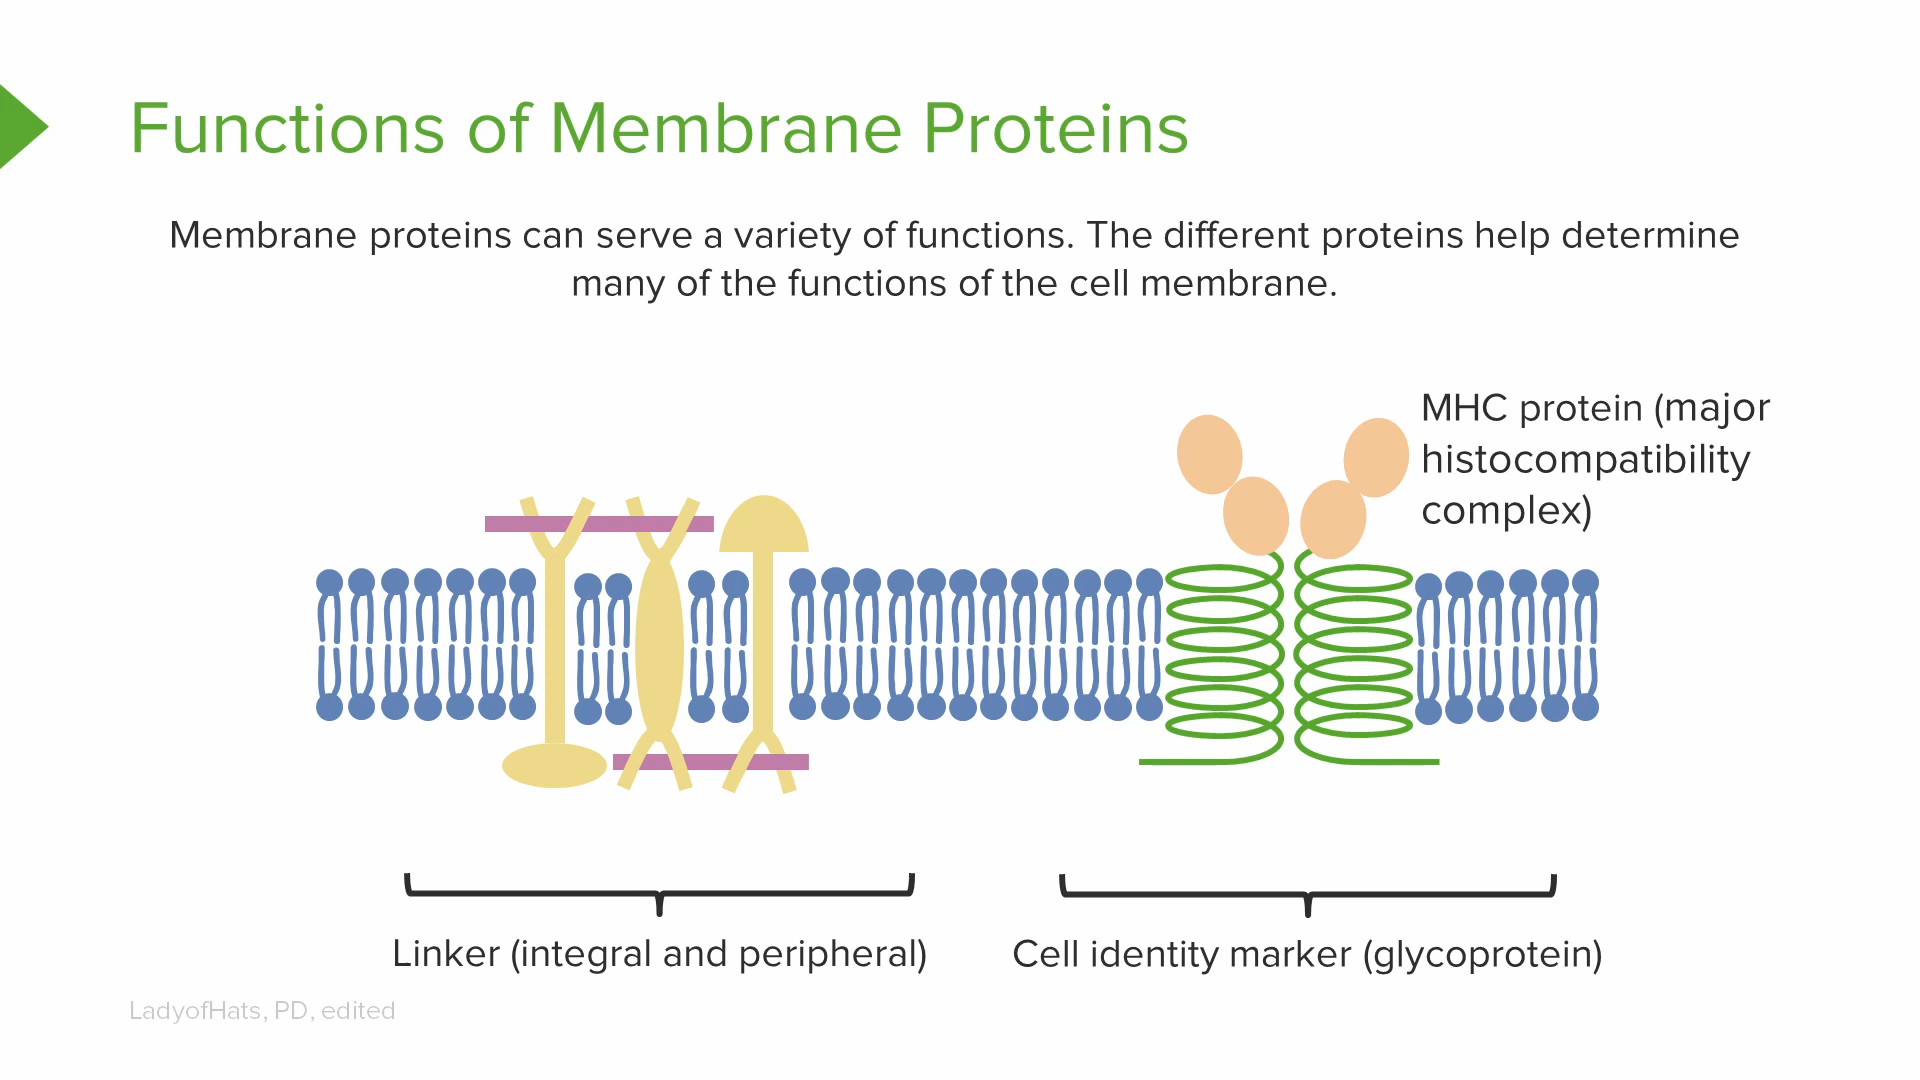 Functions of Membrane Proteins
Membrane proteins can serve a variety of functions. The different proteins help determine
many of the functions of the cell membrane.
MHC protein (major
histocompatibility
complex)
Linker (integral and peripheral)
Cell identity marker (glycoprotein)
LadyofHats, PD, edited